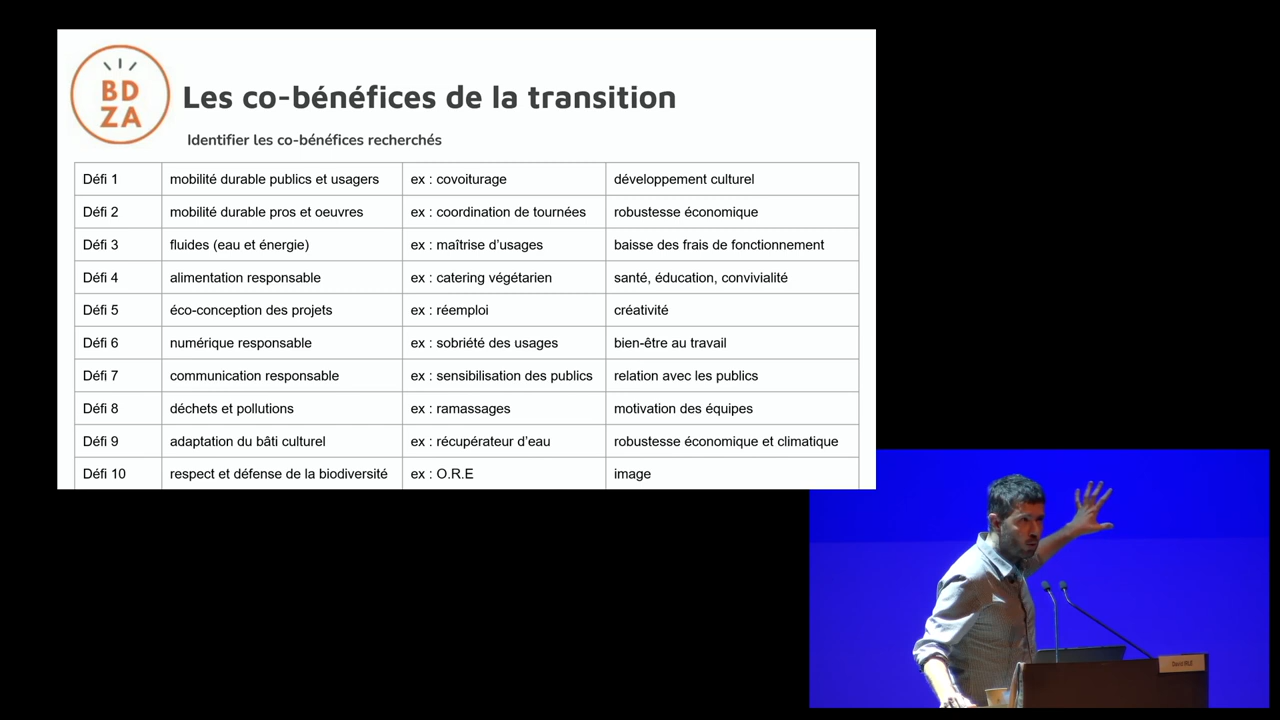 BD
ZA
Les co-bénéfices de la transition
Identifier les co-bénéfices recherchés
Défi 1 mobilité durable publics et usagers ex : covoiturage développement culturel
Défi 2 mobilité durable pros et oeuvres ex : coordination de tournées robustesse économique
Défi 3 fluides (eau et énergie) ex : maîtrise d'usages baisse des frais de fonctionnement
Défi 4 alimentation responsable ex : catering végétarien santé, éducation, convivialité
Défi 5 éco-conception des projets ex : réemploi créativité
Défi 6 numérique responsable ex : sobriété des usages bien-être au travail
Défi 7 communication responsable ex : sensibilisation des publics relation avec les publics
Défi 8 déchets et pollutions ex : ramassages motivation des équipes
Défi 9 adaptation du bâti culturel ex : récupérateur d'eau robustesse économique et climatique
Défi 10 respect et défense de la biodiversité ex : O.R.E image
David